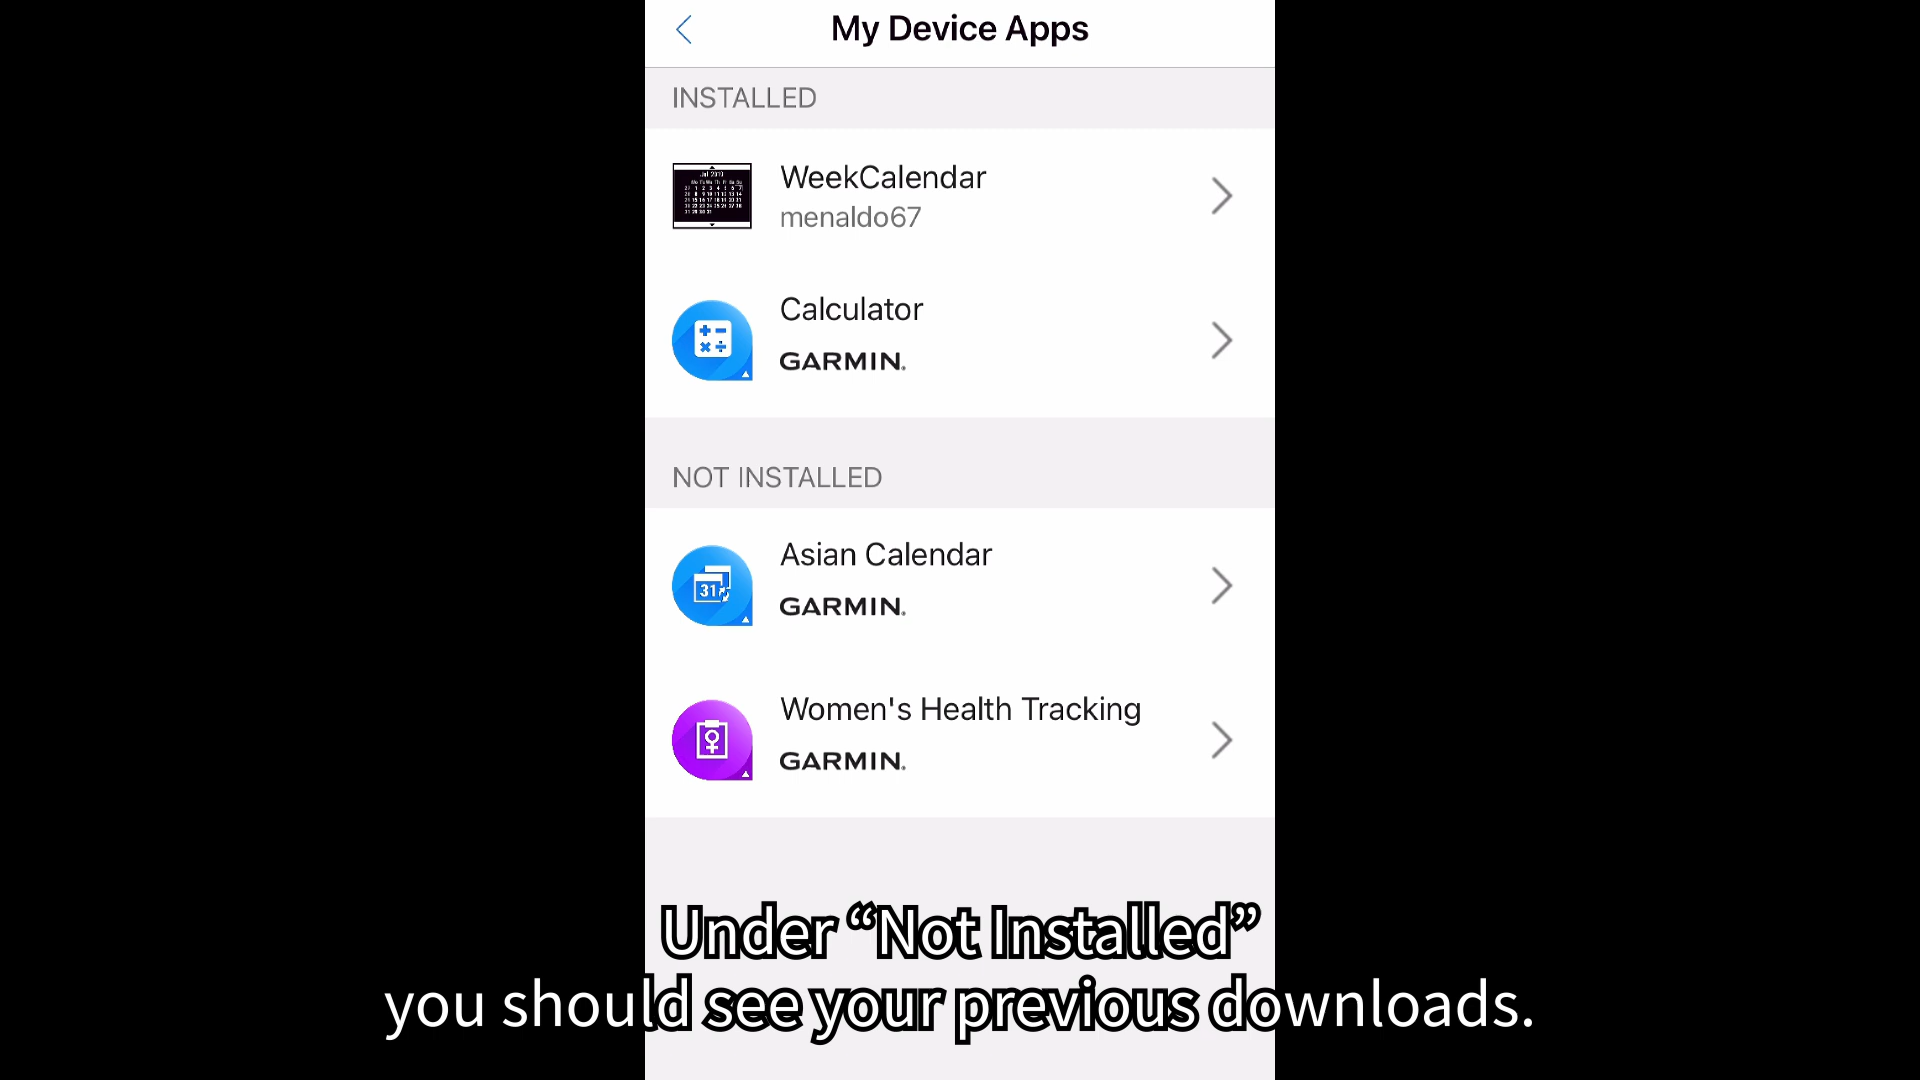 My Device Apps
INSTALLED
WeekCalendar
menaldo67
Calculator
GARMIN.
NOT INSTALLED
Asian Calendar
31
GARMIN.
Women's Health Tracking
GARMIN.
Under “Not Installed”
you should see your previous downloads.